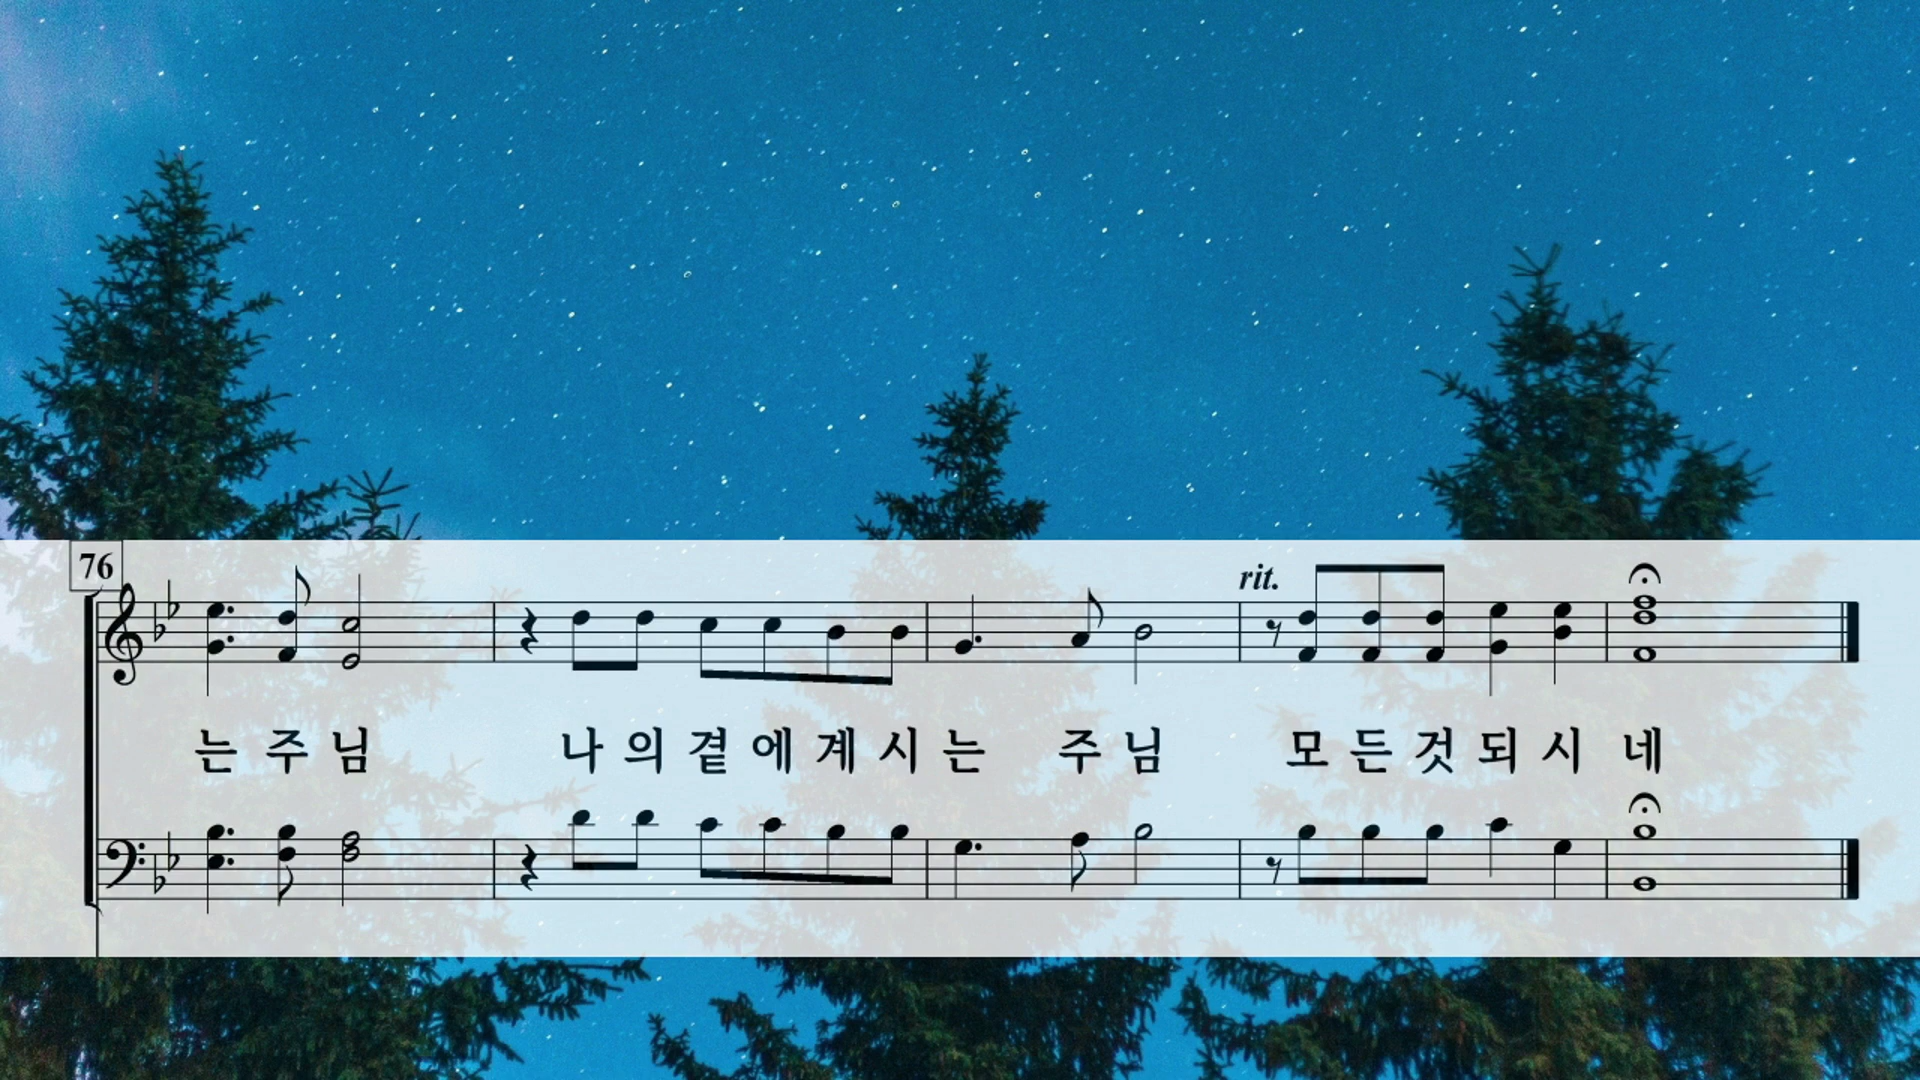 76
rit.
는 주 님 나 의 곁 에 계 시 는 주 님 모 든 것 되 시 네